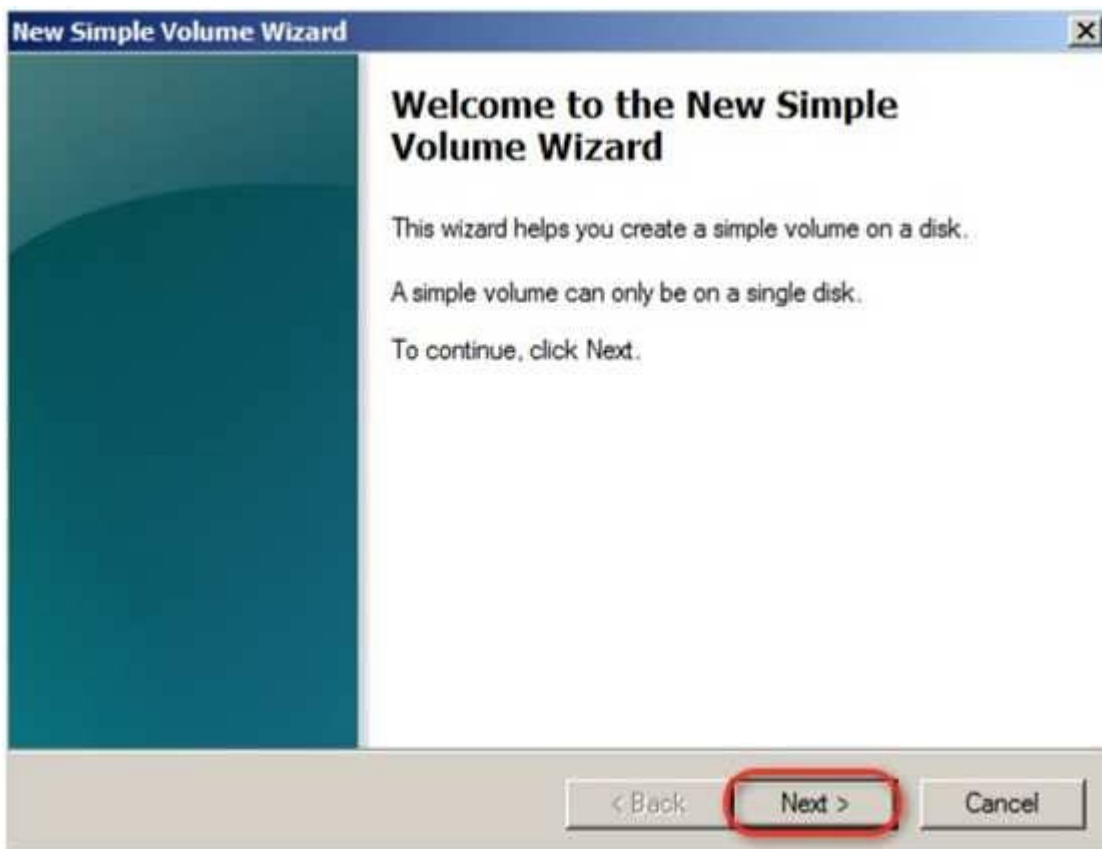 New Simple Volume Wizard
Welcome to the New Simple
Volume Wizard
This wizard helps you create a simple volume on a disk.
A simple volume can only be on a single disk.
To continue, click Next.
< Back
Next >
Cancel